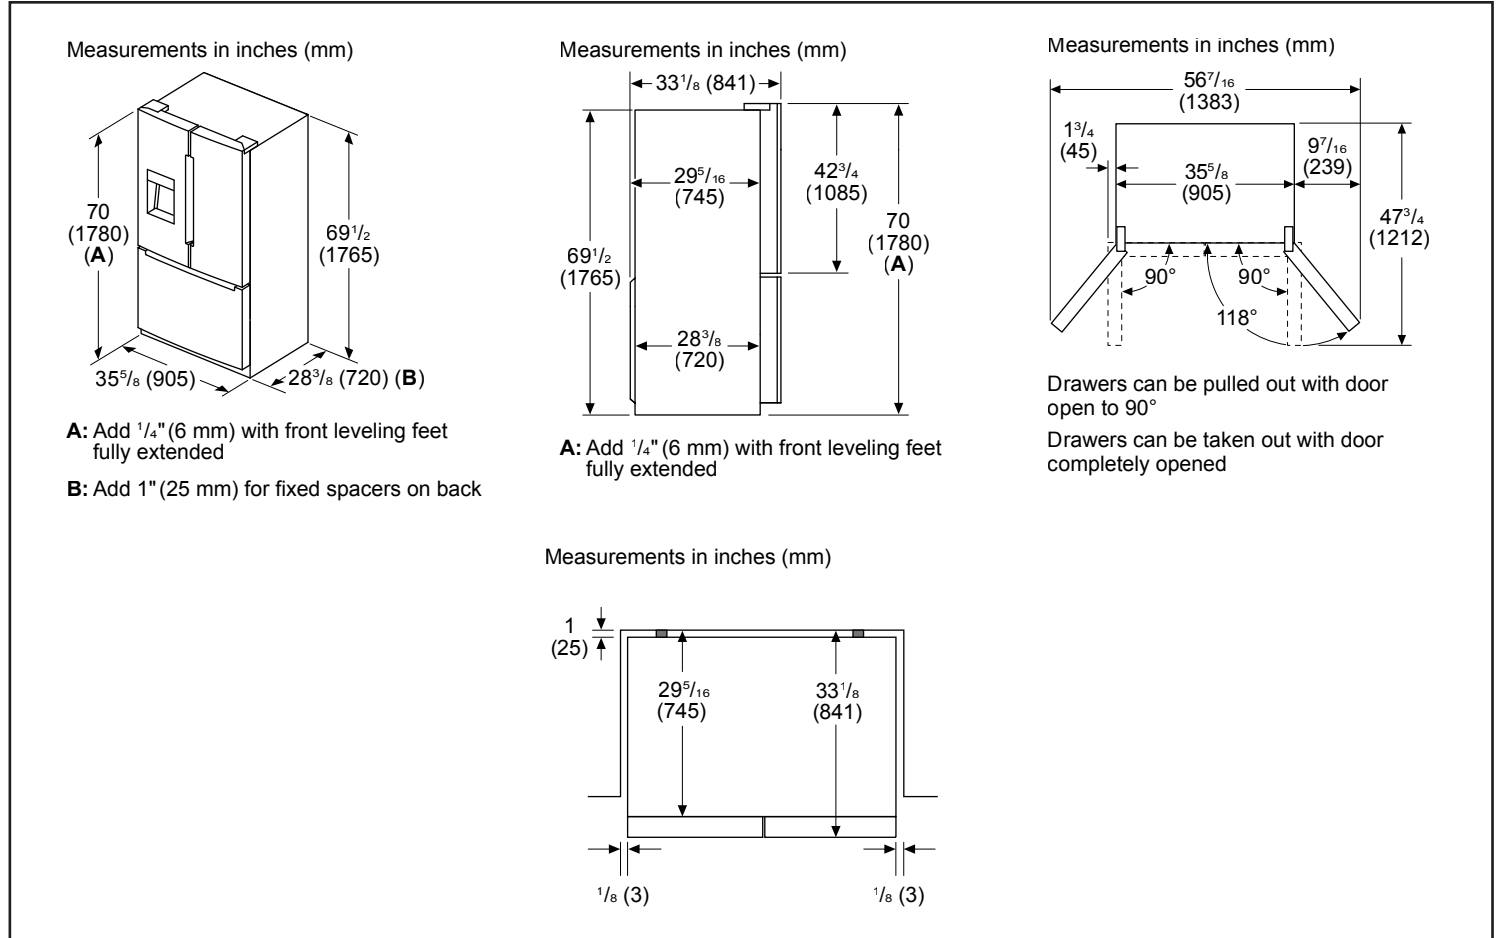 Measurements in inches (mm)
70
(1780)
(A)
69¹/₂
(1765)
35⁵/₈ (905)
28³/₈ (720) (B)
A: Add ¹/₄" (6 mm) with front leveling feet
fully extended
B: Add 1" (25 mm) for fixed spacers on back
Measurements in inches (mm)
33¹/₈ (841)
29⁵/₁₆
(745)
42³/₄
(1085)
70
(1780)
(A)
69¹/₂
(1765)
28³/₈
(720)
A: Add ¹/₄" (6 mm) with front leveling feet
fully extended
Measurements in inches (mm)
56⁷/₁₆
(1383)
1³/₄
(45)
35⁵/₈
(905)
9⁷/₁₆
(239)
47³/₄
(1212)
90°
90°
118°
Drawers can be pulled out with door
open to 90°
Drawers can be taken out with door
completely opened
Measurements in inches (mm)
1
(25)
29⁵/₁₆
(745)
33¹/₈
(841)
¹/₈ (3)
¹/₈ (3)